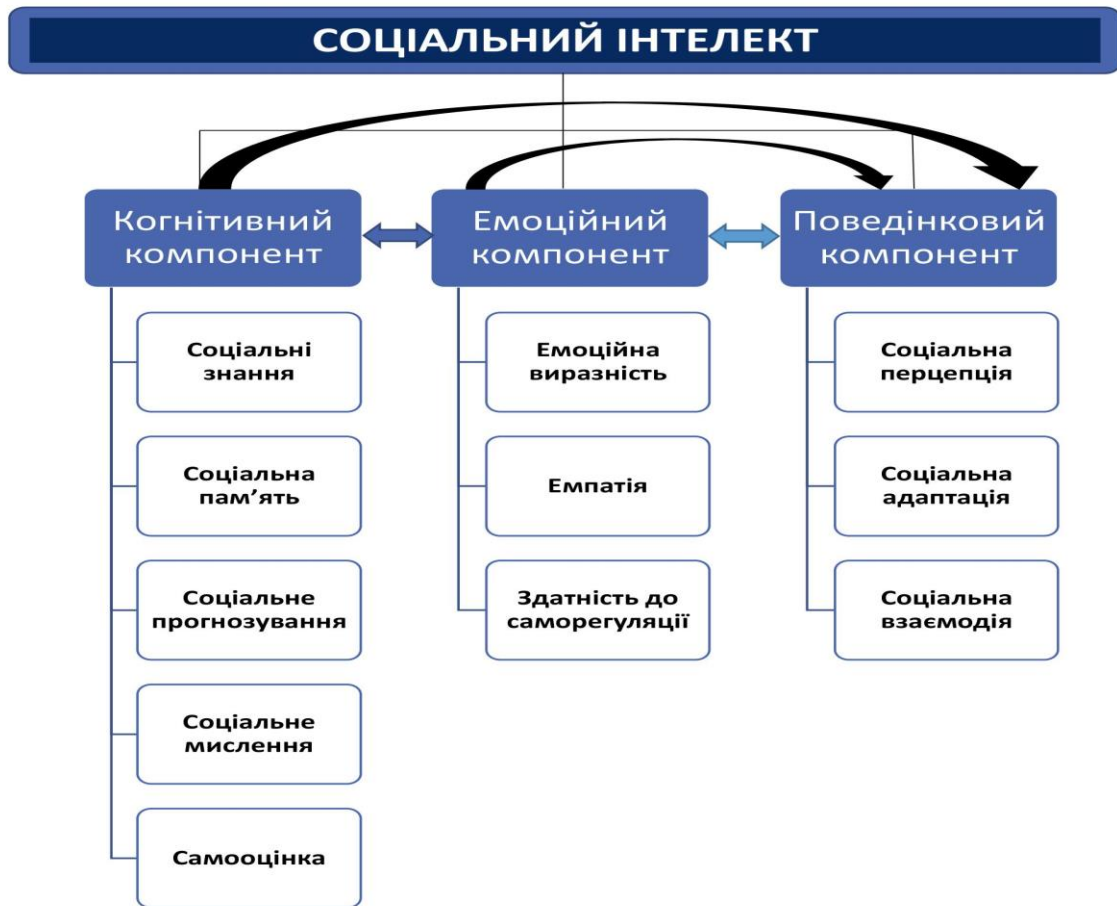 СОЦІАЛЬНИЙ ІНТЕЛЕКТ
Когнітивний
компонент
Соціальні
знання
Соціальна
пам’ять
Соціальне
прогнозування
Соціальне
мислення
Самооцінка
Емоційний
компонент
Емоційна
виразність
Емпатія
Здатність до
саморегуляції
Поведінковий
компонент
Соціальна
перцепція
Соціальна
адаптація
Соціальна
взаємодія